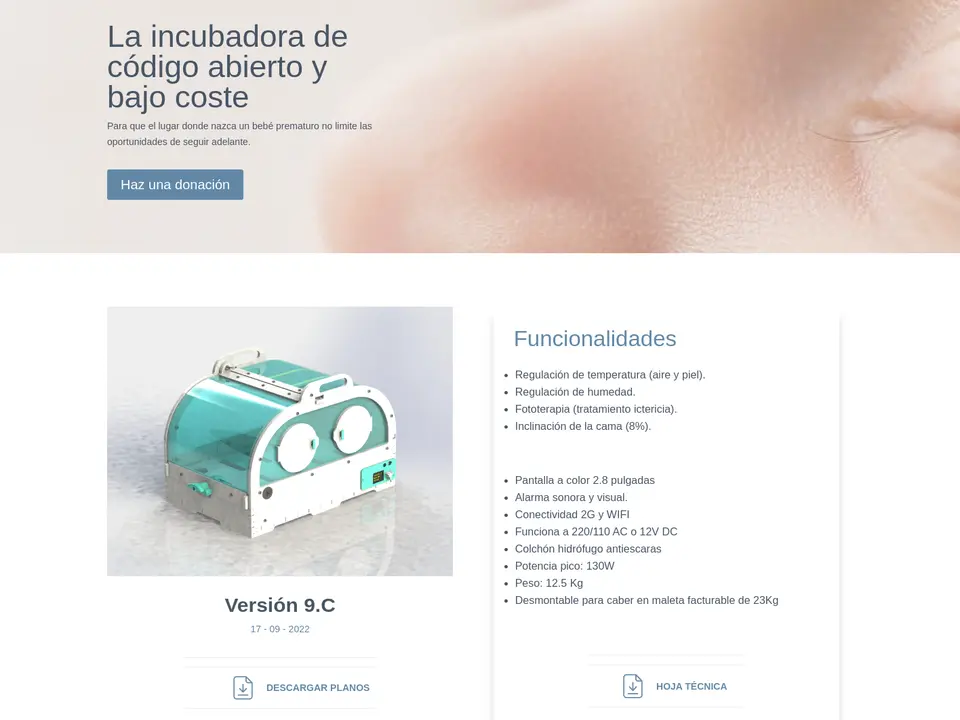 La incubadora de
código abierto y
bajo coste
Para que el lugar donde nazca un bebé prematuro no limite las
oportunidades de seguir adelante.
Haz una donación
Versión 9.C
17 - 09 - 2022
DESCARGAR PLANOS
Funcionalidades
Regulación de temperatura (aire y piel).
Regulación de humedad.
Fototerapia (tratamiento ictericia).
Inclinación de la cama (8%).
Pantalla a color 2.8 pulgadas
Alarma sonora y visual.
Conectividad 2G y WIFI
Funciona a 220/110 AC o 12V DC
Colchón hidrófugo antiescaras
Potencia pico: 130W
Peso: 12.5 Kg
Desmontable para caber en maleta facturable de 23Kg
HOJA TÉCNICA